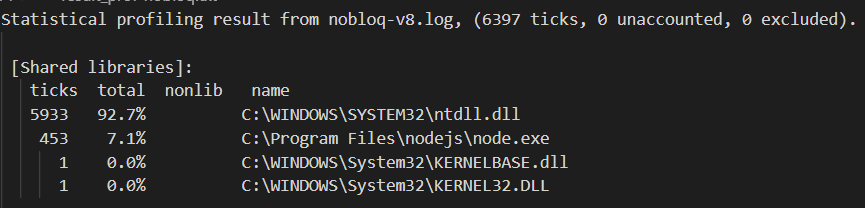 Statistical profiling result from nobloq-v8.log, (6397 ticks, 0 unaccounted, 0 excluded).
[Shared libraries]:
ticks total nonlib name
5933 92.7% C:\WINDOWS\SYSTEM32\ntdll.dll
453 7.1% C:\Program Files\nodejs\node.exe
1 0.0% C:\WINDOWS\System32\KERNELBASE.dll
1 0.0% C:\WINDOWS\System32\KERNEL32.DLL